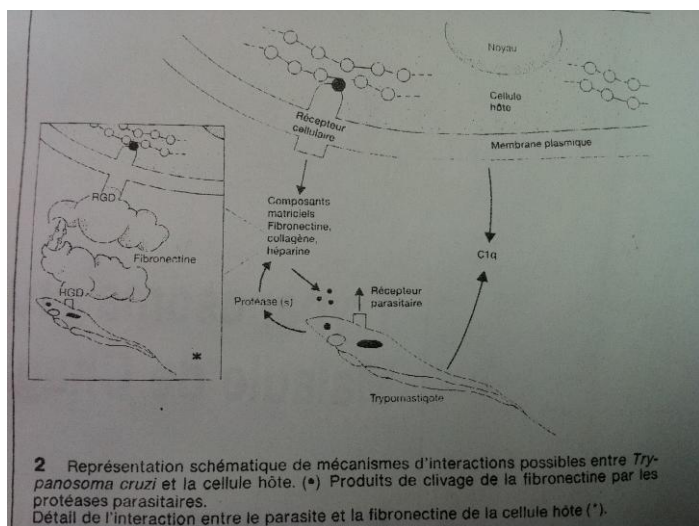 Noyau
Cellule
hôte
Récepteur
cellulaire
Membrane plasmique
RGD
Fibronectine
RGD
*
Composants
matriciels
Fibronectine,
collagène,
héparine
C1q
Protéase (s)
Récepteur
parasitaire
Trypomastigote
2 Représentation schématique de mécanismes d'interactions possibles entre Try-
panosoma cruzi et la cellule hôte. (•) Produits de clivage de la fibronectine par les
protéases parasitaires.
Détail de l'interaction entre le parasite et la fibronectine de la cellule hôte (*).